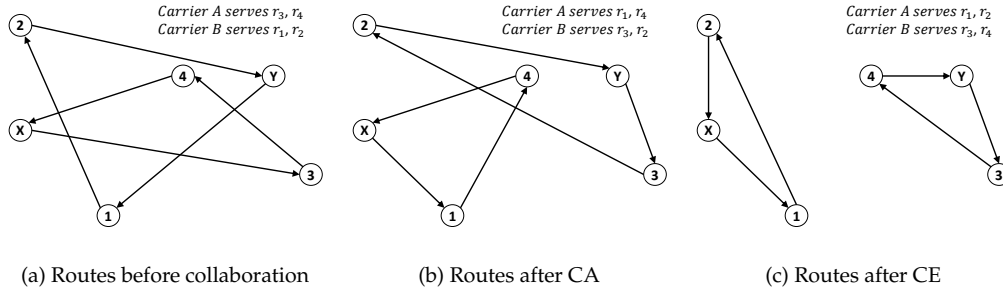 Carrier A serves r₃, r₄
Carrier B serves r₁, r₂
2
Y
4
X
3
1
(a) Routes before collaboration
Carrier A serves r₁, r₄
Carrier B serves r₃, r₂
2
Y
4
X
3
1
(b) Routes after CA
Carrier A serves r₁, r₂
Carrier B serves r₃, r₄
2
4
Y
X
3
1
(c) Routes after CE